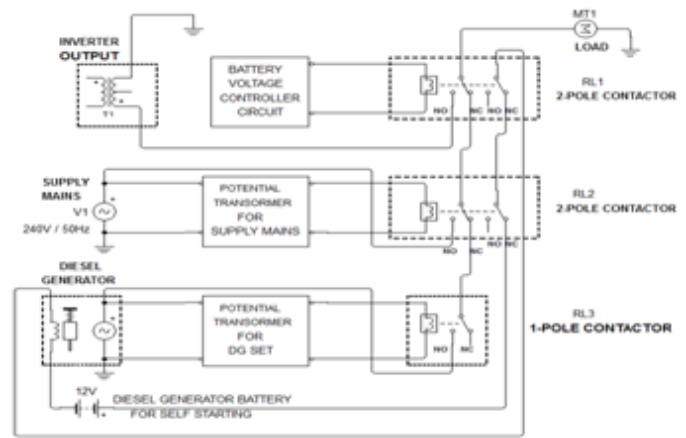 MT1
LOAD
INVERTER
OUTPUT
T1
BATTERY
VOLTAGE
CONTROLLER
CIRCUIT
NO
NC
NO
NC
RL1
2-POLE CONTACTOR
SUPPLY
MAINS
V1
240V / 50Hz
POTENTIAL
TRANSORMER
FOR
SUPPLY MAINS
NO
NC
NO
NC
RL2
2-POLE CONTACTOR
DIESEL
GENERATOR
POTENTIAL
TRANSORMER
FOR
DG SET
NO
NC
RL3
1-POLE CONTACTOR
12V
DIESEL GENERATOR BATTERY
FOR SELF STARTING